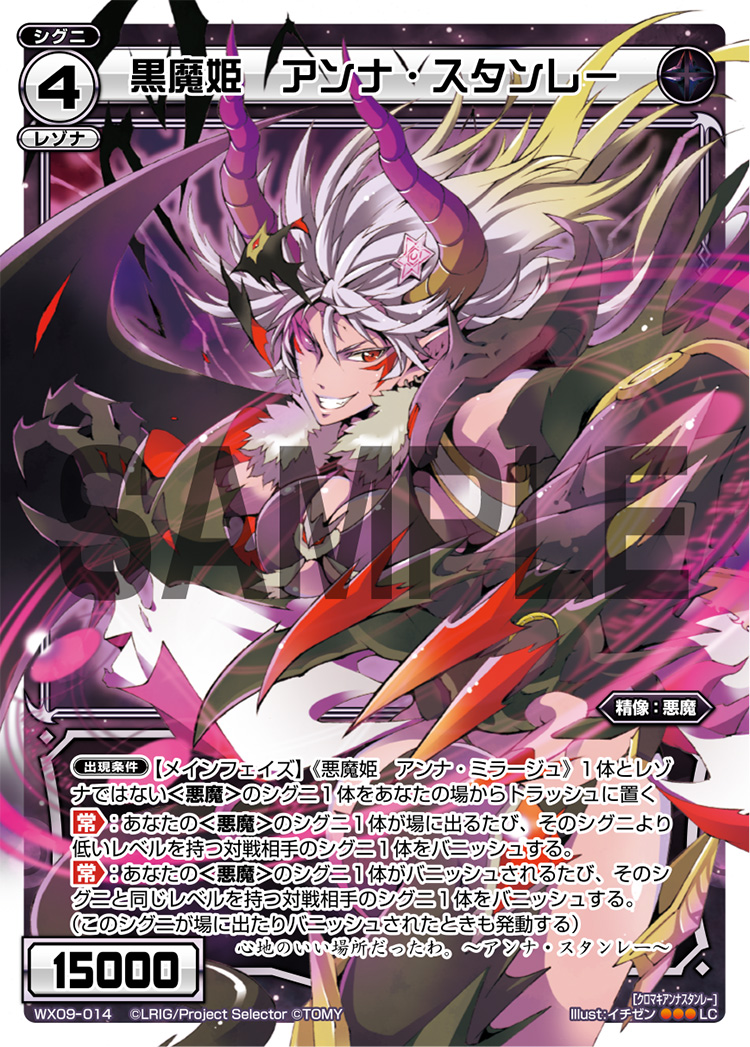 シグニ
4
レゾナ
黒魔姫　アンナ・スタンレー
SAMPLE
精像：悪魔
出現条件【メインフェイズ】《悪魔姫　アンナ・ミラージュ》１体とレゾ
ナではない＜悪魔＞のシグニ１体をあなたの場からトラッシュに置く
常：あなたの＜悪魔＞のシグニ１体が場に出るたび、そのシグニより
低いレベルを持つ対戦相手のシグニ１体をバニッシュする。
常：あなたの＜悪魔＞のシグニ１体がバニッシュされるたび、そのシ
グニと同じレベルを持つ対戦相手のシグニ１体をバニッシュする。
（このシグニが場に出たりバニッシュされたときも発動する）
心地のいい場所だったわ。～アンナ・スタンレー～
15000
[クロマキアンナスタンレー]
WX09-014 ©LRIG/Project Selector ©TOMY
Illust:イチゼン LC